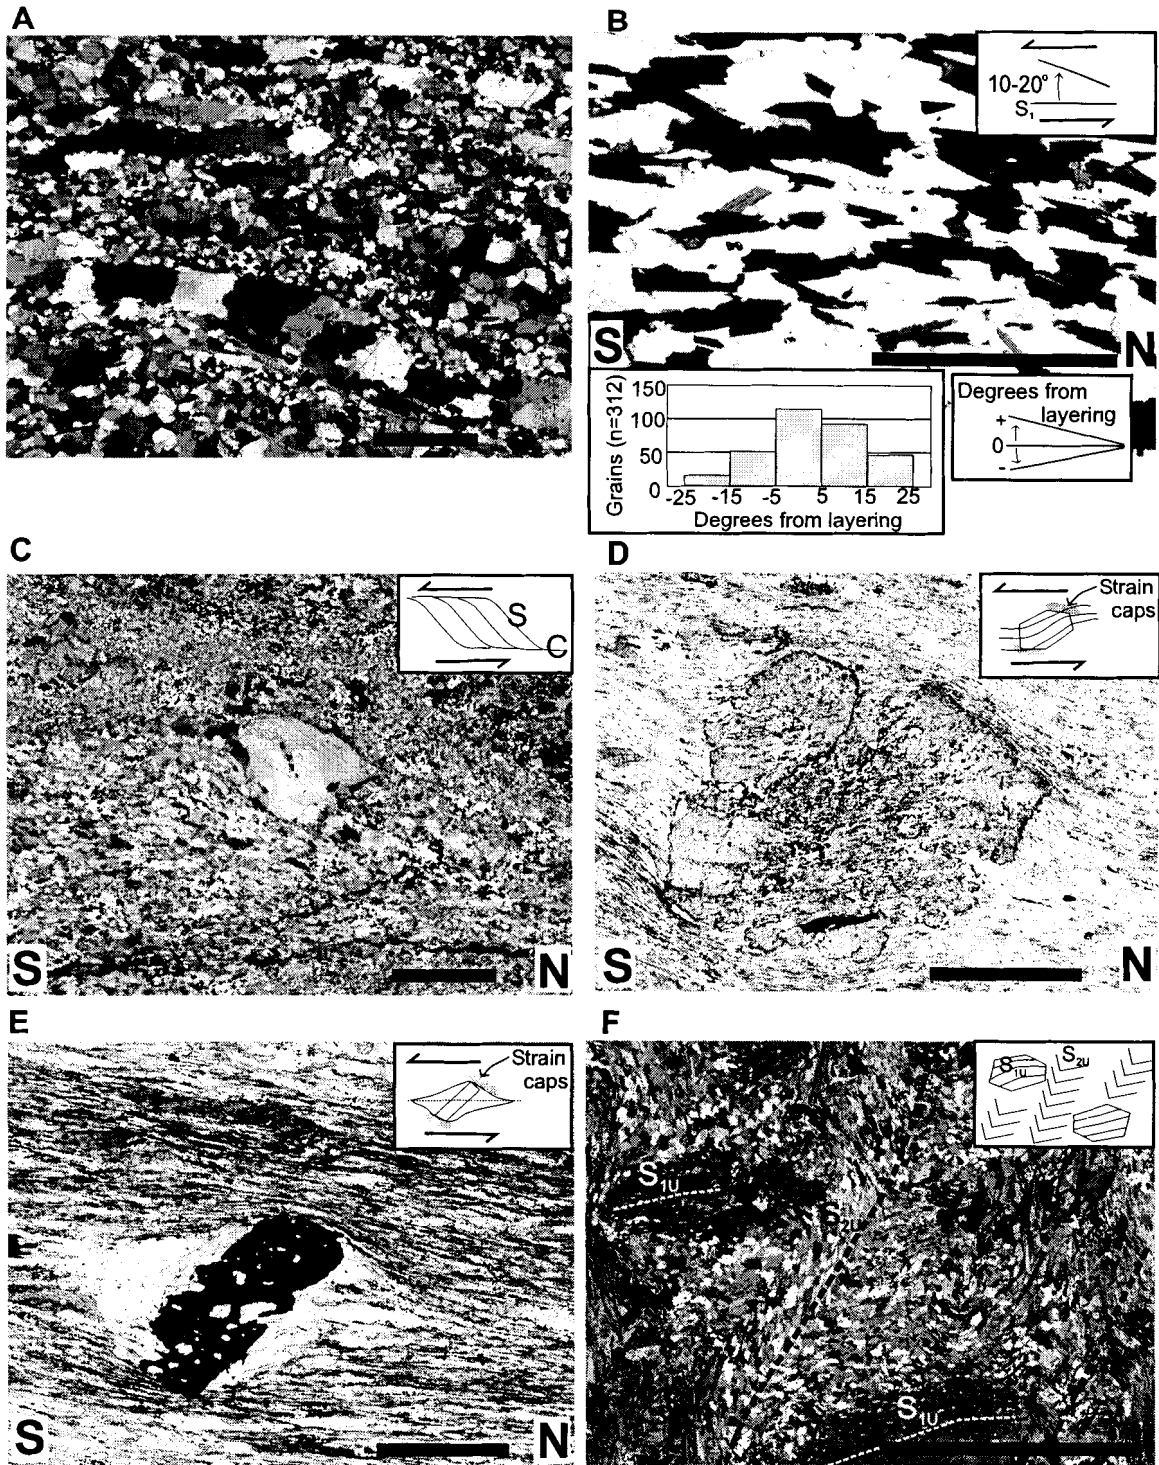 A
B
10-20°
S₁
S
N
Grains (n=312)
150
100
50
0
-25
-15
-5
5
15
25
Degrees from layering
Degrees from
layering
+
0
-
C
S
C
S
N
D
Strain
caps
S
N
E
Strain
caps
S
N
F
S₁U
S₂U
S₁U
S₂U
S₁U